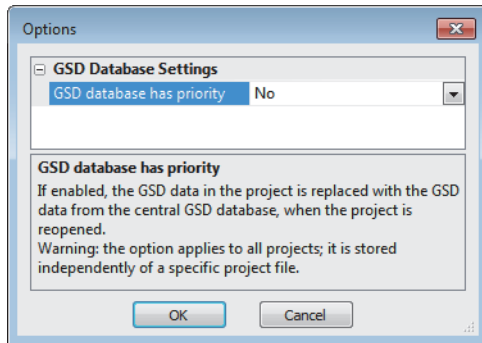 Options
GSD Database Settings
GSD database has priority No
GSD database has priority
If enabled, the GSD data in the project is replaced with the GSD
data from the central GSD database, when the project is
reopened.
Warning: the option applies to all projects; it is stored
independently of a specific project file.
OK Cancel